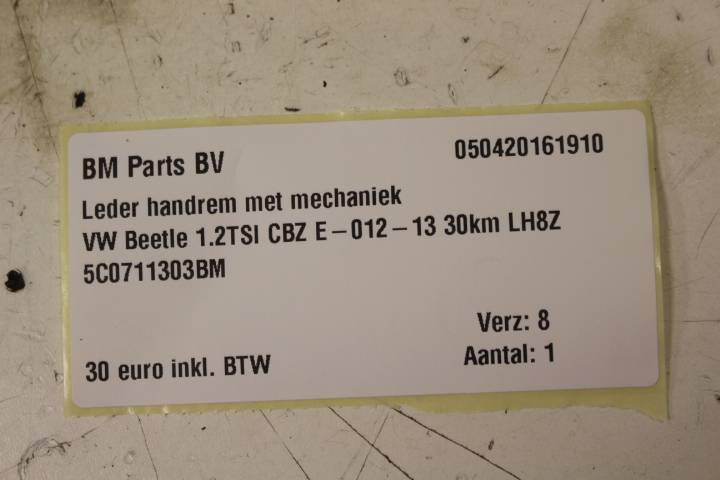 BM Parts BV 050420161910
Leder handrem met mechaniek
VW Beetle 1.2TSI CBZ E-012-13 30km LH8Z
5C0711303BM
Verz: 8
30 euro inkl. BTW Aantal: 1